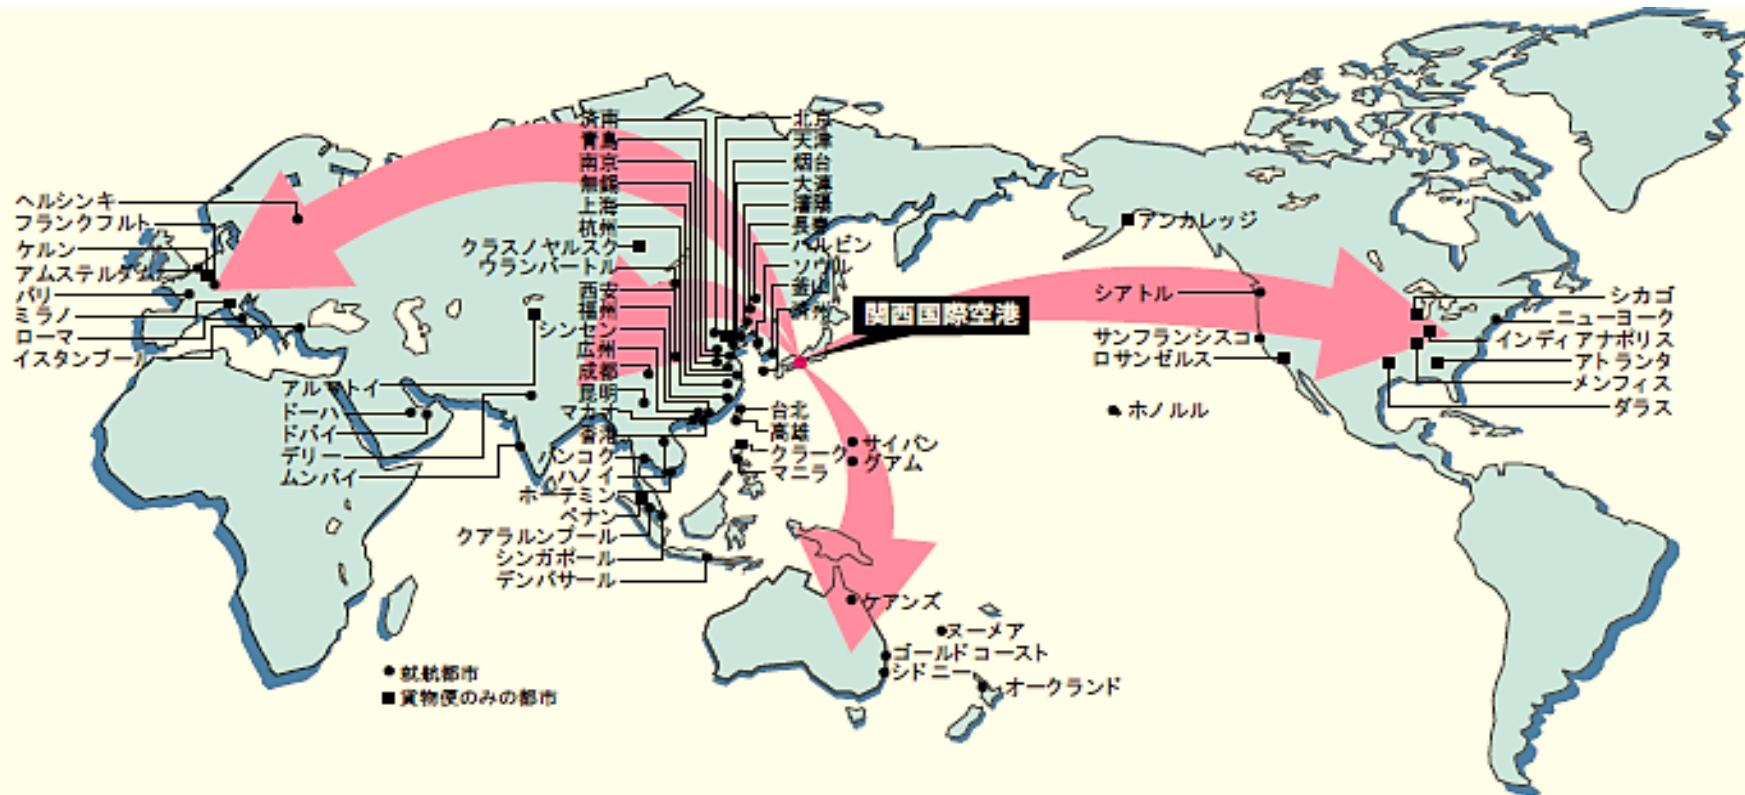 済南
青島
南京
無錫
上海
杭州
クラスノヤルスク
ウランバートル
西安
福州
シンセン
広州
成都
昆明
マカオ
香港
バンコク
ハノイ
ホーチミン
ペナン
クアラルンプール
シンガポール
デンパサール
北京
天津
烟台
大連
瀋陽
長春
ハルビン
ソウル
釜山
済州
関西国際空港
台北
高雄
クラーク
マニラ
サイパン
グアム
ケアンズ
ヌーメア
ゴールドコースト
シドニー
オークランド
ヘルシンキ
フランクフルト
ケルン
アムステルダム
パリ
ミラノ
ローマ
イスタンブール
アルマトイ
ドーハ
ドバイ
デリー
ムンバイ
アンカレッジ
シアトル
サンフランシスコ
ロサンゼルス
ホノルル
シカゴ
ニューヨーク
インディアナポリス
アトランタ
メンフィス
ダラス
就航都市
貨物便のみの都市